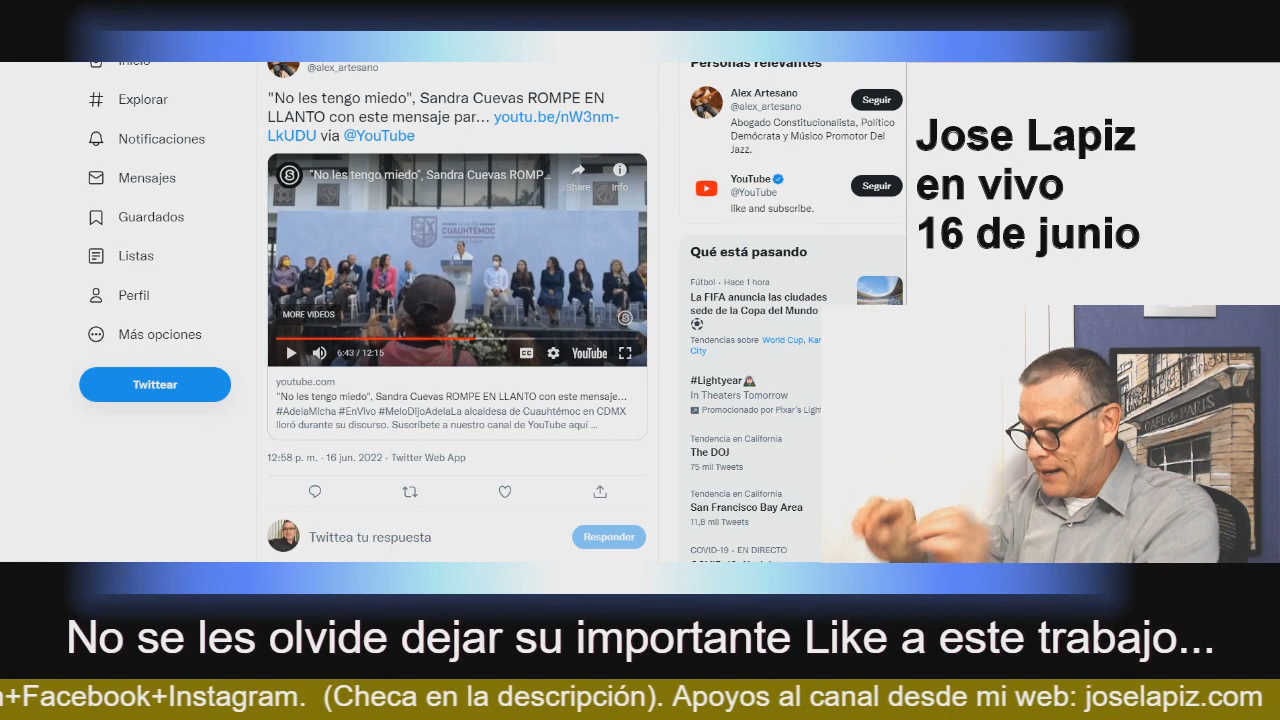 Inicio
Explorar
Notificaciones
Mensajes
Guardados
Listas
Perfil
Más opciones
Twittear
@alex_artesano
"No les tengo miedo", Sandra Cuevas ROMPE EN
LLANTO con este mensaje par... youtu.be/nW3nm-
LkUDU via @YouTube
"No les tengo miedo", Sandra Cuevas ROMP...
Share
Info
CUAUHTÉMOC
MORE VIDEOS
6:43 / 12:15
CC
YouTube
youtube.com
"No les tengo miedo", Sandra Cuevas ROMPE EN LLANTO con este mensaje...
#AdelaMicha #EnVivo #MeloDijoAdelaLa alcaldesa de Cuauhtémoc en CDMX
lloró durante su discurso. Suscríbete a nuestro canal de YouTube aquí ...
12:58 p. m. · 16 jun. 2022 · Twitter Web App
Twittea tu respuesta
Responder
Personas relevantes
Alex Artesano
@alex_artesano
Seguir
Abogado Constitucionalista, Político
Demócrata y Músico Promotor Del
Jazz.
YouTube
@YouTube
Seguir
like and subscribe.
Qué está pasando
Fútbol · Hace 1 hora
La FIFA anuncia las ciudades
sede de la Copa del Mundo
Tendencias sobre World Cup, Kan
City
#Lightyear
In Theaters Tomorrow
Promocionado por Pixar's Light
Tendencia en California
The DOJ
75 mil Tweets
Tendencia en California
San Francisco Bay Area
11,8 mil Tweets
COVID-19 · EN DIRECTO
Jose Lapiz
en vivo
16 de junio
CAFE de PARIS
No se les olvide dejar su importante Like a este trabajo...
+Facebook+Instagram. (Checa en la descripción). Apoyos al canal desde mi web: joselapiz.com